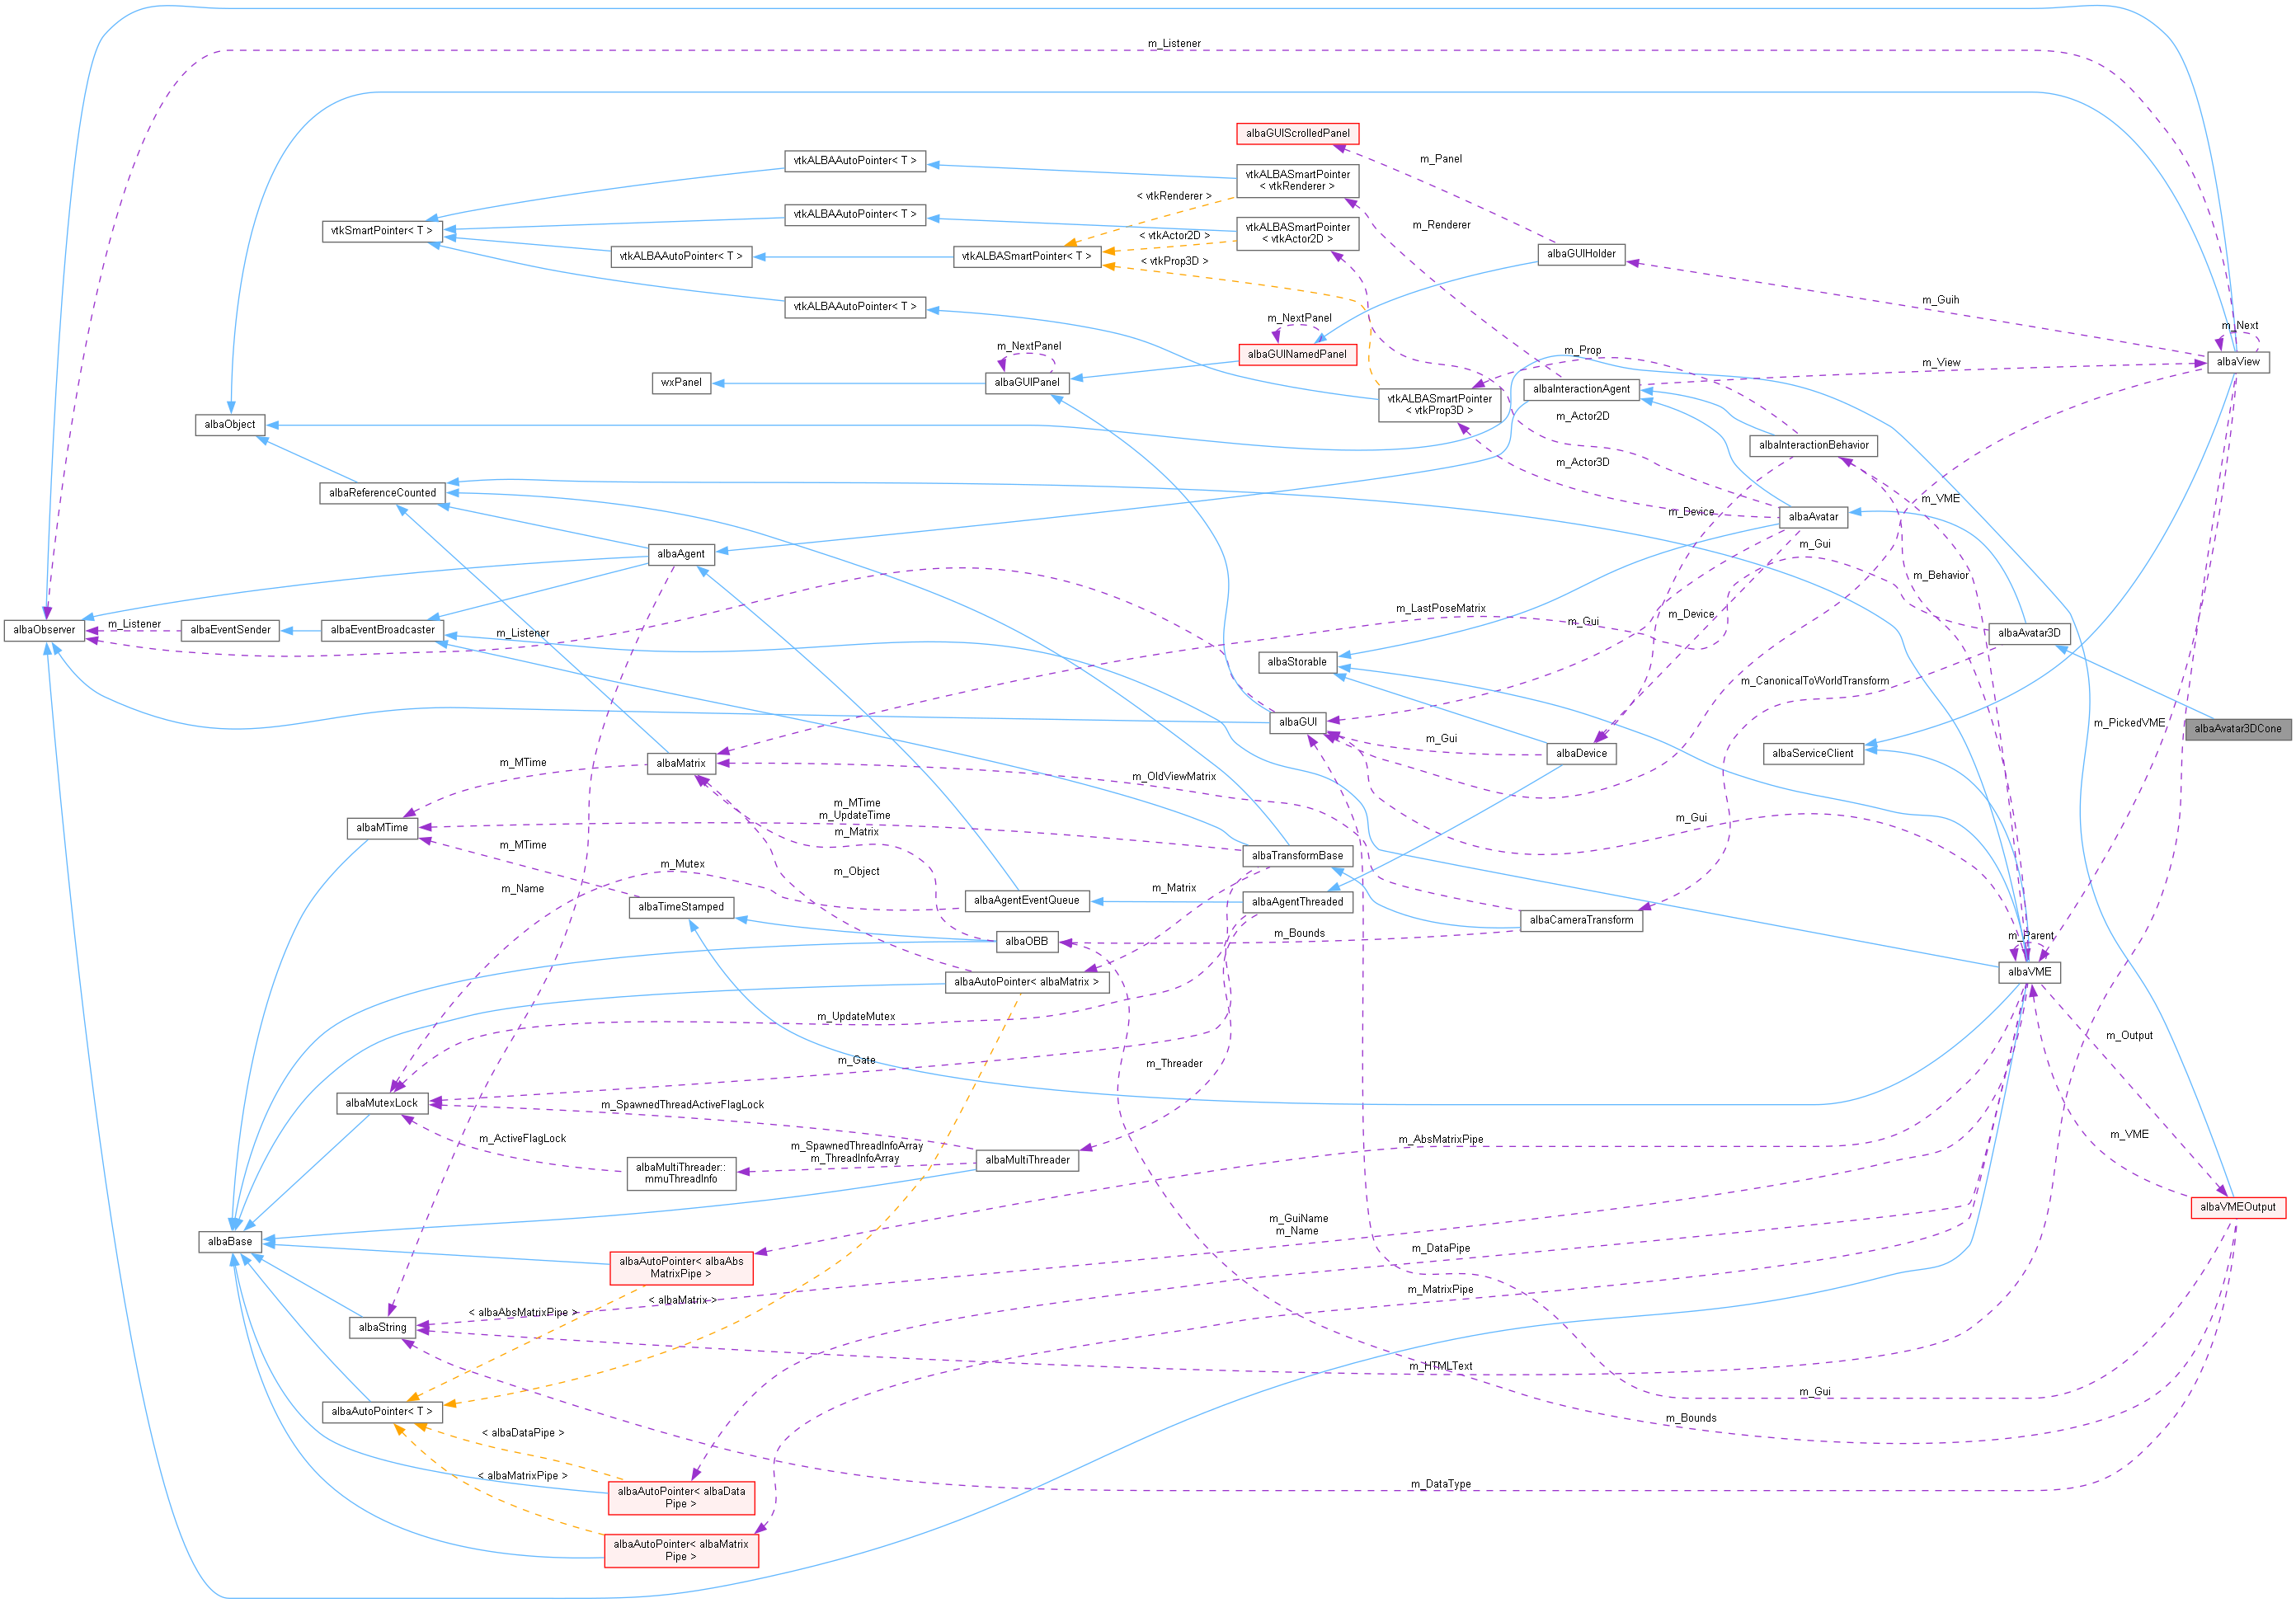 m_Listener
albaGUIScrolledPanel
m_Panel
vtkALBAAutoPointer< T >
vtkALBASmartPointer
< vtkRenderer >
< vtkRenderer >
vtkALBAAutoPointer< T >
m_Renderer
vtkSmartPointer< T >
vtkALBASmartPointer
< vtkActor2D >
< vtkActor2D >
vtkALBAAutoPointer< T >
vtkALBASmartPointer< T >
< vtkProp3D >
albaGUIHolder
m_Guih
vtkALBAAutoPointer< T >
m_NextPanel
m_Next
m_NextPanel
albaGUINamedPanel
m_Prop
m_View
albaView
wxPanel
albaGUIPanel
albaInteractionAgent
vtkALBASmartPointer
< vtkProp3D >
m_Actor2D
albaObject
albaInteractionBehavior
m_Actor3D
albaReferenceCounted
m_VME
m_Device
albaAvatar
m_Gui
albaAgent
m_Behavior
m_LastPoseMatrix
m_Device
m_Gui
albaObserver
m_Listener
albaEventSender
albaEventBroadcaster
m_Listener
albaAvatar3D
albaStorable
m_CanonicalToWorldTransform
albaGUI
m_PickedVME
albaAvatar3DCone
m_Gui
albaDevice
albaServiceClient
albaMatrix
m_MTime
m_OldViewMatrix
m_MTime
m_UpdateTime
m_Matrix
albaMTime
m_Gui
m_MTime
albaTransformBase
m_Mutex
m_Object
m_Name
m_Matrix
albaTimeStamped
albaAgentEventQueue
albaAgentThreaded
albaCameraTransform
m_Bounds
albaOBB
m_Parent
albaVME
albaAutoPointer< albaMatrix >
m_UpdateMutex
m_Output
m_Gate
m_Threader
albaMutexLock
m_SpawnedThreadActiveFlagLock
m_VME
m_ActiveFlagLock
m_SpawnedThreadInfoArray
m_ThreadInfoArray
m_AbsMatrixPipe
albaMultiThreader
albaMultiThreader::
mmuThreadInfo
albaVMEOutput
m_GuiName
m_Name
albaBase
m_DataPipe
albaAutoPointer< albaAbs
MatrixPipe >
m_MatrixPipe
< albaAbsMatrixPipe >
< albaMatrix >
albaString
m_HTMLText
m_Gui
albaAutoPointer< T >
m_Bounds
< albaDataPipe >
< albaMatrixPipe >
m_DataType
albaAutoPointer< albaData
Pipe >
albaAutoPointer< albaMatrix
Pipe >